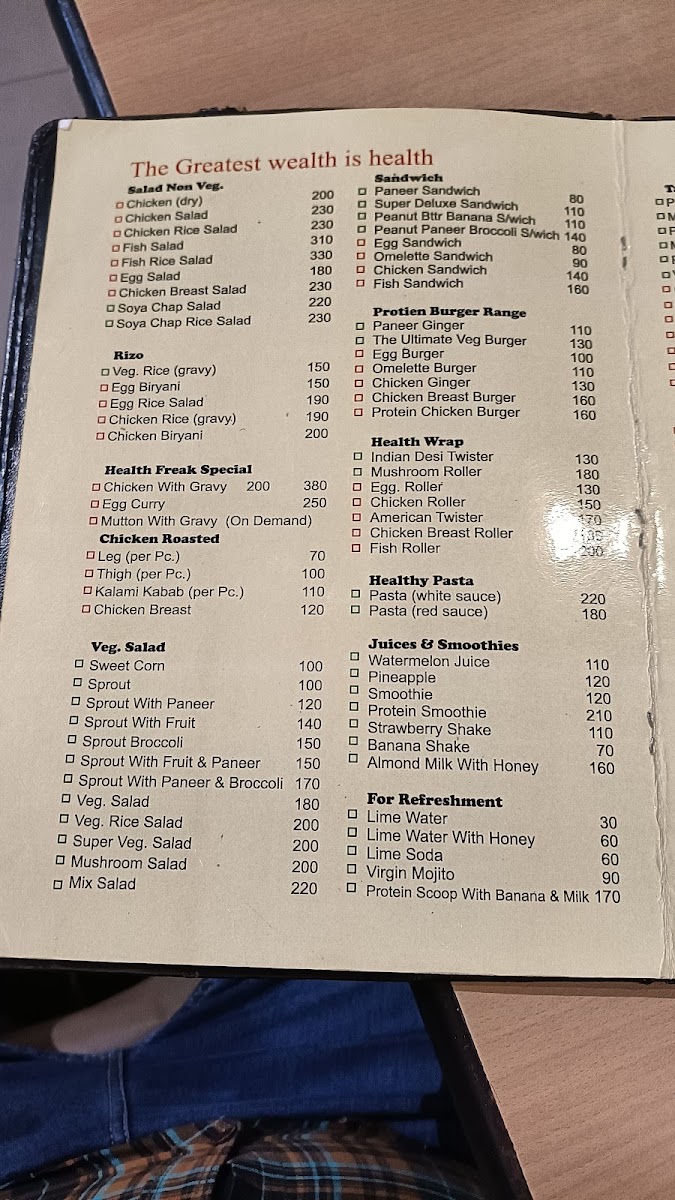 The Greatest wealth is health
Salad Non Veg.
Chicken (dry) 200
Chicken Salad 230
Chicken Rice Salad 230
Fish Salad 310
Fish Rice Salad 330
Egg Salad 180
Chicken Breast Salad 230
Soya Chap Salad 220
Soya Chap Rice Salad 230
Rizo
Veg. Rice (gravy) 150
Egg Biryani 150
Egg Rice Salad 190
Chicken Rice (gravy) 190
Chicken Biryani 200
Health Freak Special
Chicken With Gravy 200 380
Egg Curry 250
Mutton With Gravy (On Demand)
Chicken Roasted
Leg (per Pc.) 70
Thigh (per Pc.) 100
Kalami Kabab (per Pc.) 110
Chicken Breast 120
Veg. Salad
Sweet Corn 100
Sprout 100
Sprout With Paneer 120
Sprout With Fruit 140
Sprout Broccoli 150
Sprout With Fruit & Paneer 150
Sprout With Paneer & Broccoli 170
Veg. Salad 180
Veg. Rice Salad 200
Super Veg. Salad 200
Mushroom Salad 200
Mix Salad 220
Sandwich
Paneer Sandwich 80
Super Deluxe Sandwich 110
Peanut Bttr Banana S/wich 110
Peanut Paneer Broccoli S/wich 140
Egg Sandwich 80
Omelette Sandwich 90
Chicken Sandwich 140
Fish Sandwich 160
Protien Burger Range
Paneer Ginger 110
The Ultimate Veg Burger 130
Egg Burger 100
Omelette Burger 110
Chicken Ginger 130
Chicken Breast Burger 160
Protein Chicken Burger 160
Health Wrap
Indian Desi Twister 130
Mushroom Roller 180
Egg. Roller 130
Chicken Roller 150
American Twister 170
Chicken Breast Roller
Fish Roller 200
Healthy Pasta
Pasta (white sauce) 220
Pasta (red sauce) 180
Juices & Smoothies
Watermelon Juice 110
Pineapple 120
Smoothie 120
Protein Smoothie 210
Strawberry Shake 110
Banana Shake 70
Almond Milk With Honey 160
For Refreshment
Lime Water 30
Lime Water With Honey 60
Lime Soda 60
Virgin Mojito 90
Protein Scoop With Banana & Milk 170